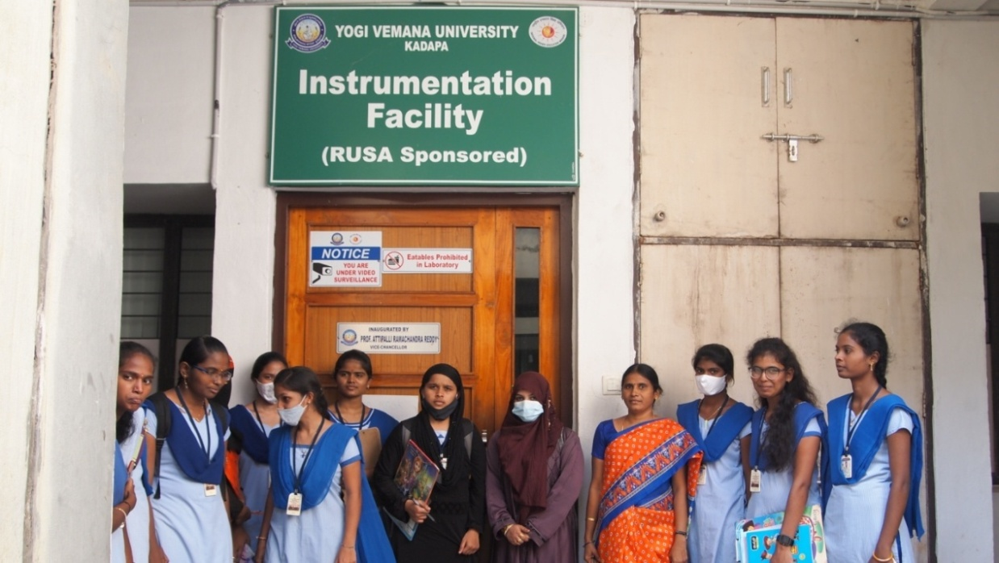 YOGI VEMANA UNIVERSITY
KADAPA
Instrumentation
Facility
(RUSA Sponsored)
NOTICE
YOU ARE
UNDER VIDEO
SURVEILLANCE
Eatables Prohibited
in Laboratory
INAUGURATED BY
PROF. ATTIPALLI RAMACHANDRA REDDY
VICE-CHANCELLOR